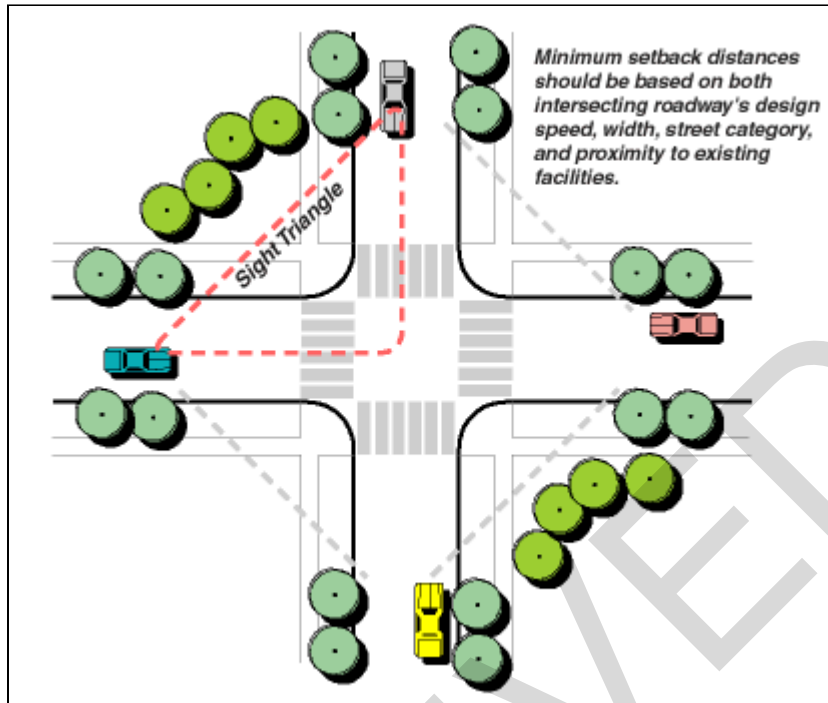 Minimum setback distances
should be based on both
intersecting roadway's design
speed, width, street category,
and proximity to existing
facilities.
Sight Triangle